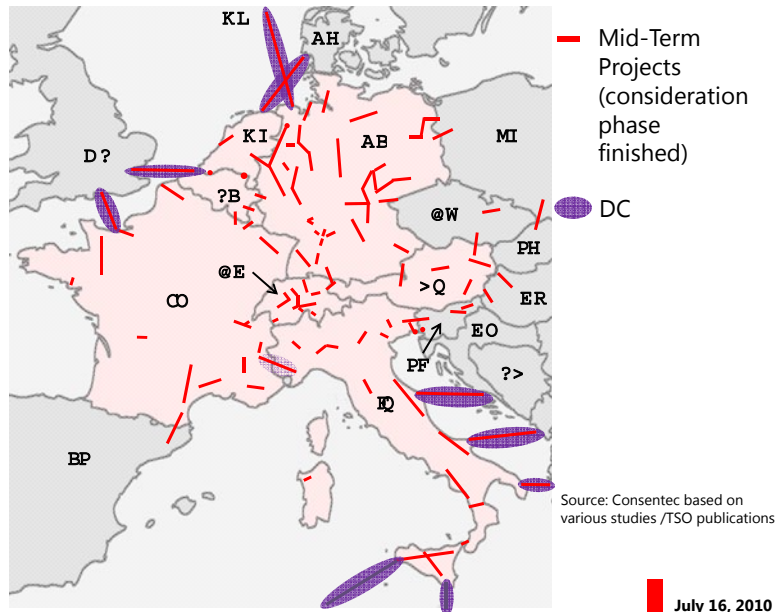 KL
AH
Mid-Term
Projects
(consideration
phase
finished)
KI
AB
MI
D?
?B
@W
DC
PH
@E
>Q
CO
ER
EO
PF
?>
BP
Source: Consentec based on
various studies /TSO publications
July 16, 2010